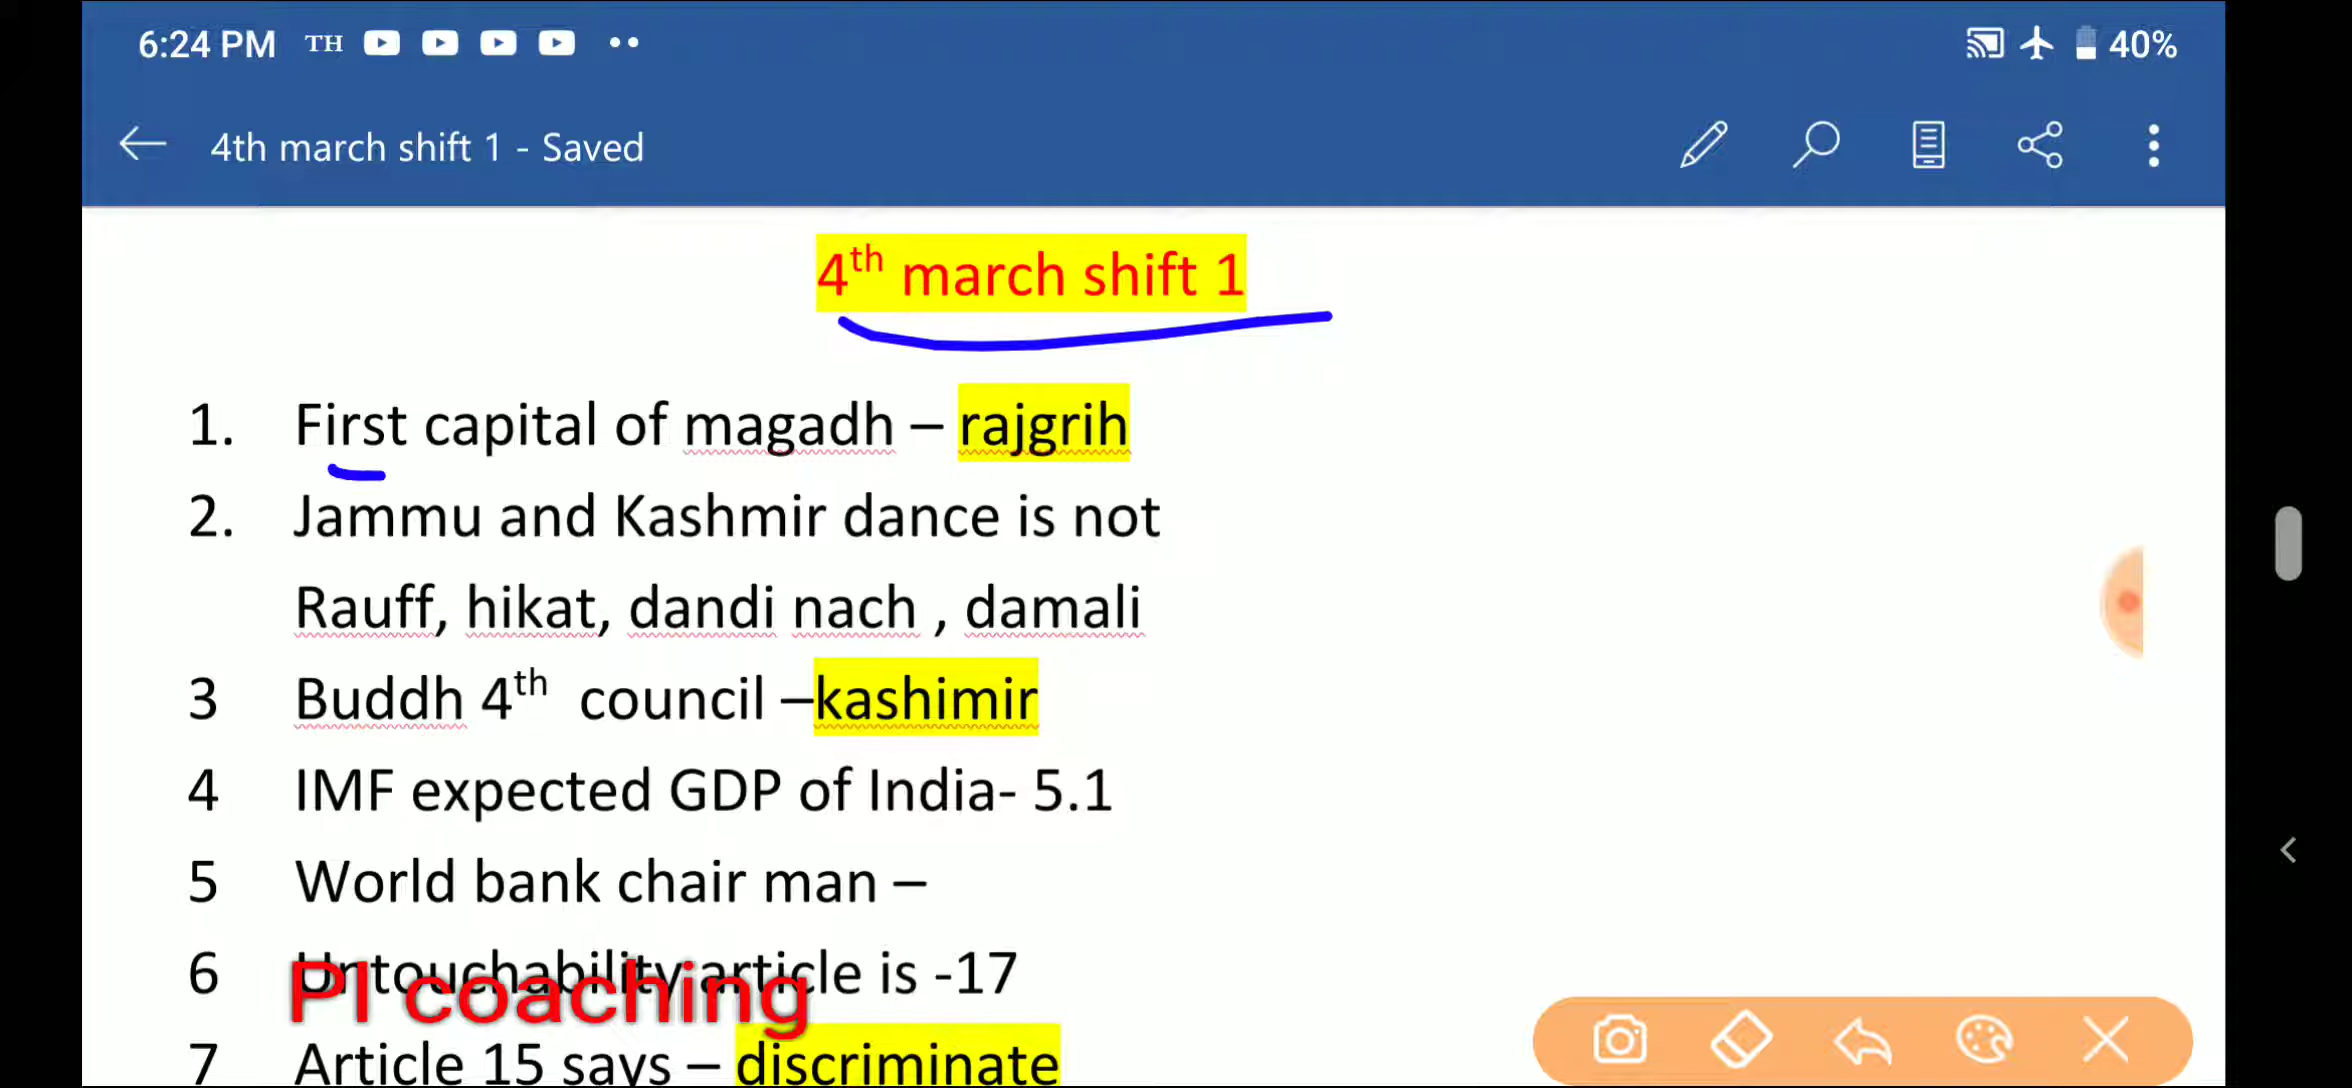 6:24 PM TH 40%
4th march shift 1 - Saved
4th march shift 1
1. First capital of magadh – rajgrih
2. Jammu and Kashmir dance is not
Rauff, hikat, dandi nach , damali
3 Buddh 4th council –kashimir
4 IMF expected GDP of India- 5.1
5 World bank chair man –
6 Untouchability article is -17
PI coaching
7 Article 15 says – discriminate